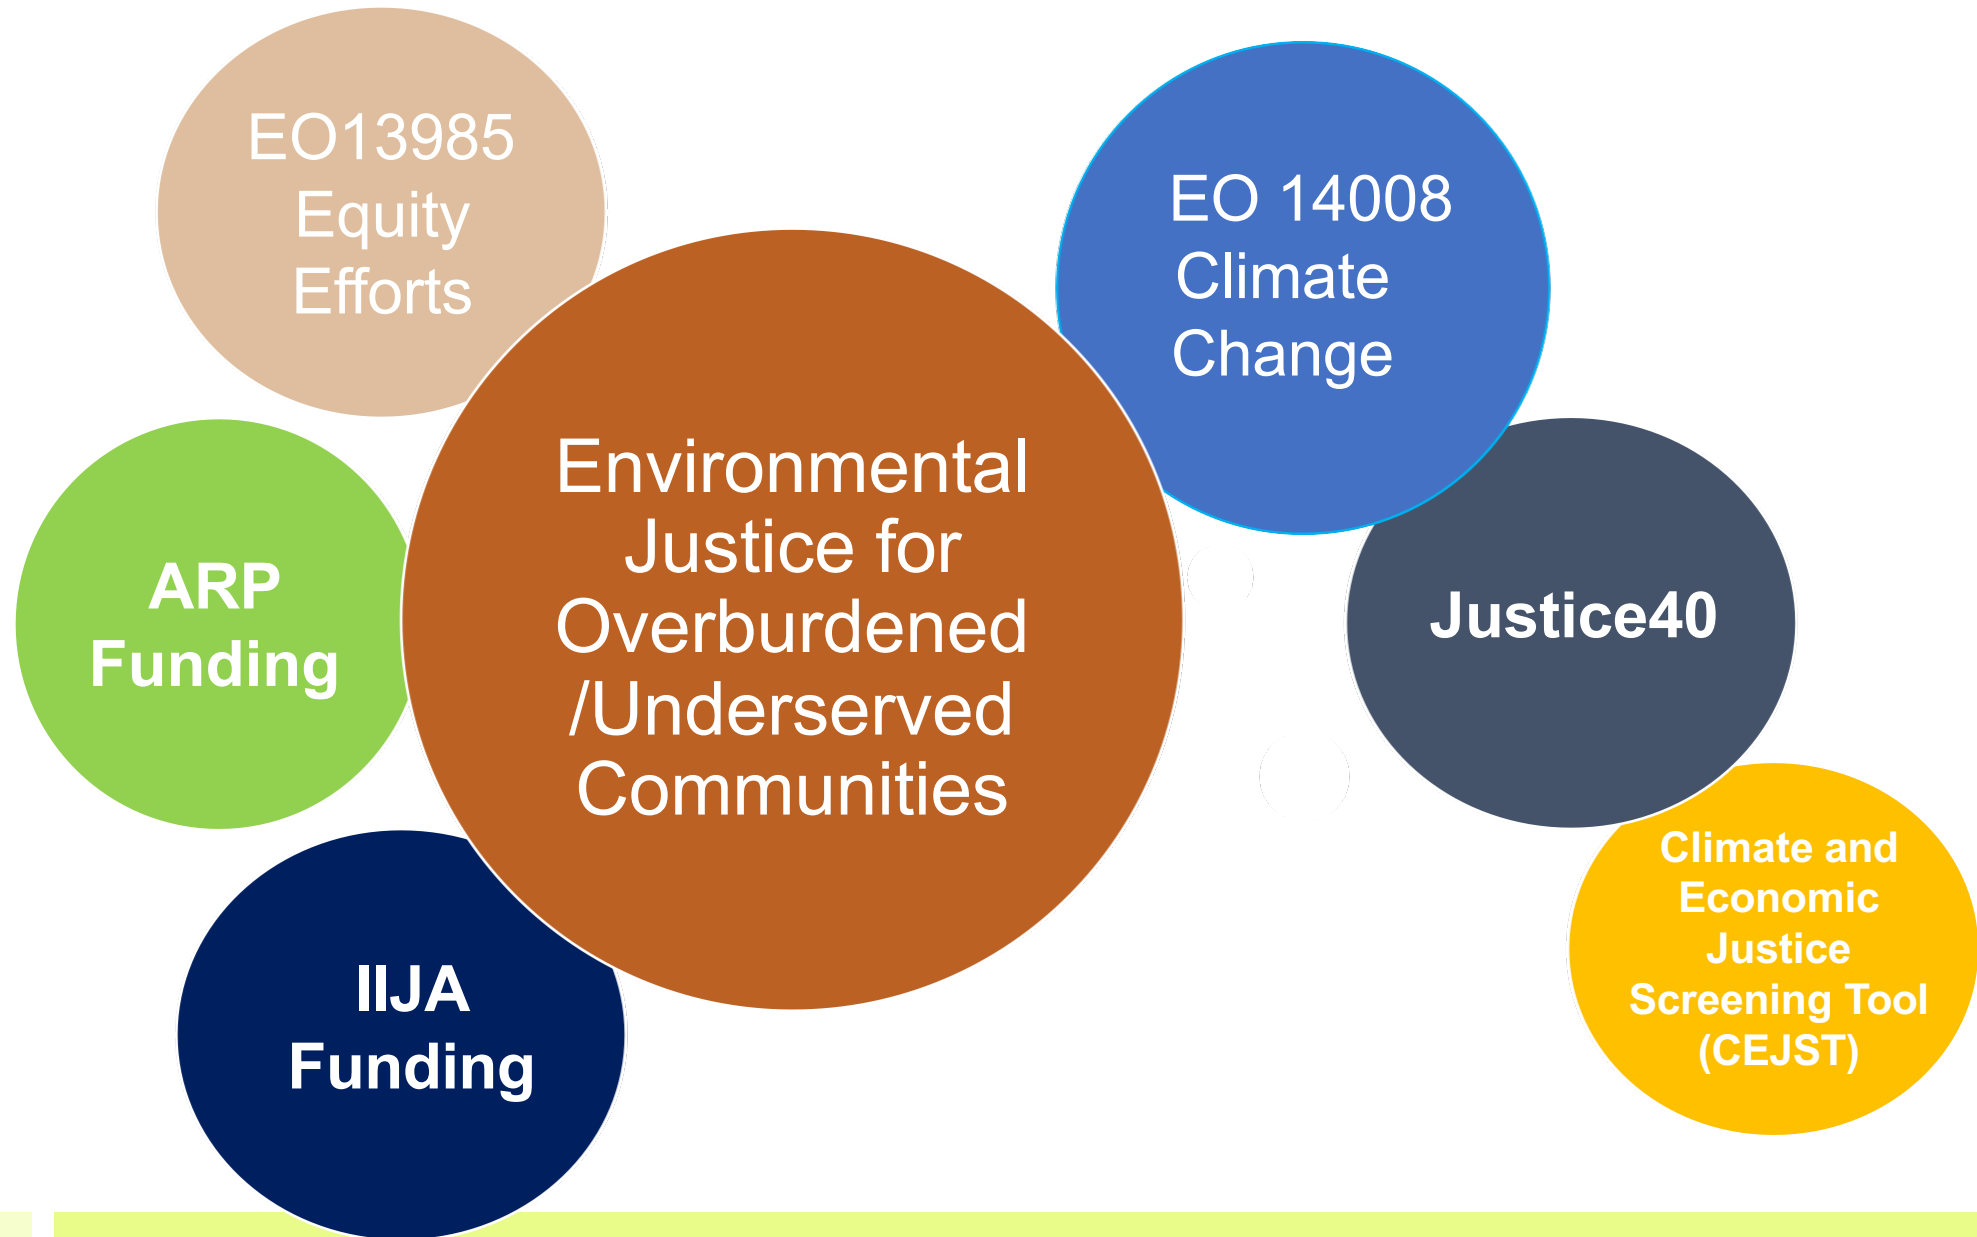 EO13985
Equity
Efforts
EO 14008
Climate
Change
Environmental
Justice for
Overburdened
/Underserved
Communities
ARP
Funding
Justice40
IIJA
Funding
Climate and
Economic
Justice
Screening Tool
(CEJST)